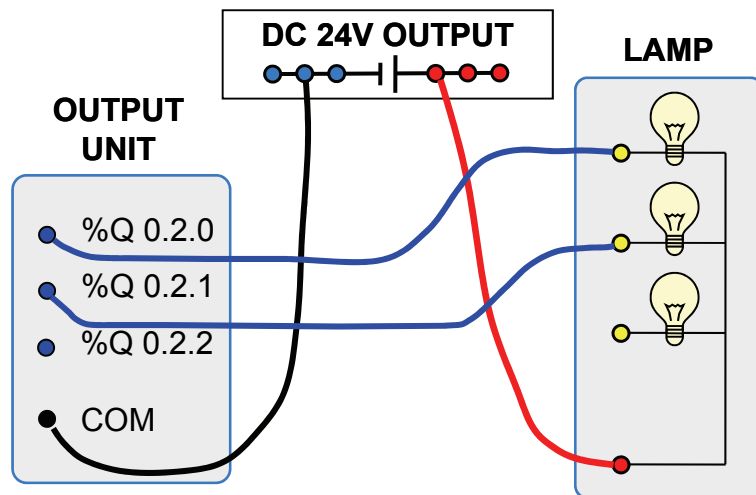 DC 24V OUTPUT
LAMP
OUTPUT
UNIT
%Q 0.2.0
%Q 0.2.1
%Q 0.2.2
COM